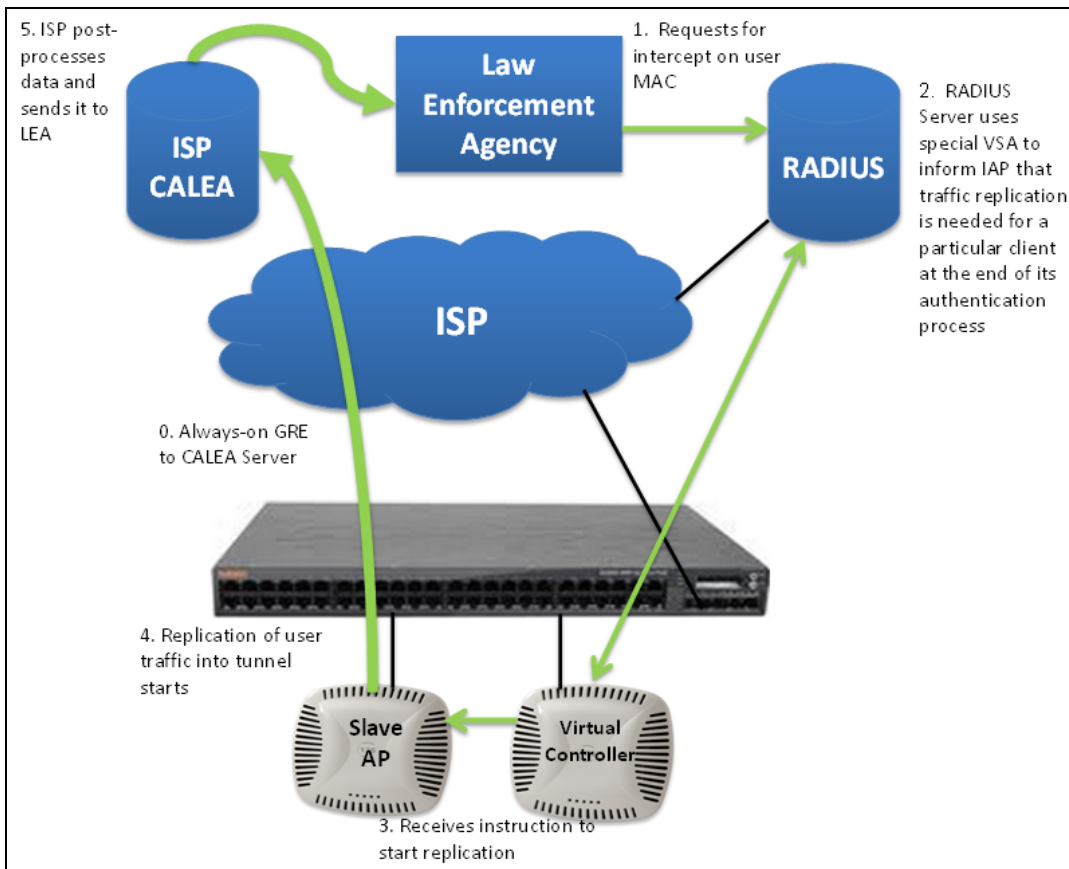 5. ISP post-
processes
data and
sends it to
LEA
Law
Enforcement
Agency
1. Requests for
intercept on user
MAC
ISP
CALEA
RADIUS
2. RADIUS
Server uses
special VSA to
inform IAP that
traffic replication
is needed for a
particular client
at the end of its
authentication
process
ISP
0. Always-on GRE
to CALEA Server
4. Replication of user
traffic into tunnel
starts
Slave
AP
Virtual
Controller
3. Receives instruction to
start replication